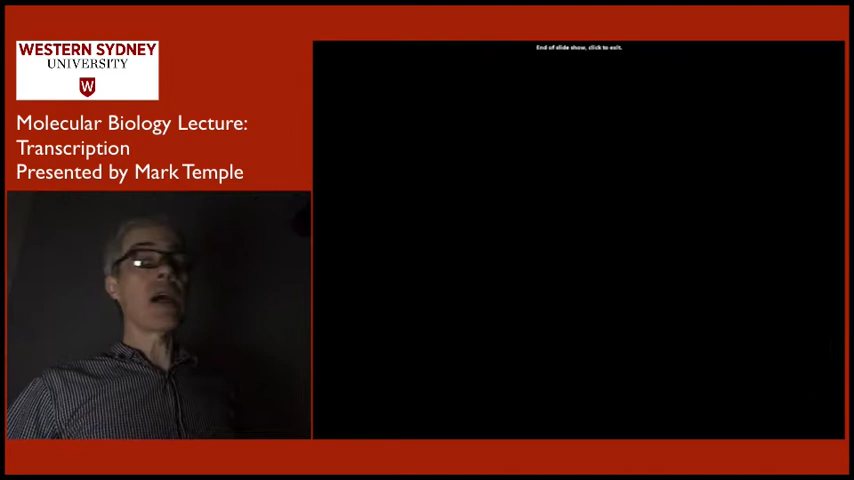 WESTERN SYDNEY
UNIVERSITY
W
Molecular Biology Lecture:
Transcription
Presented by Mark Temple
End of slide show, click to exit.